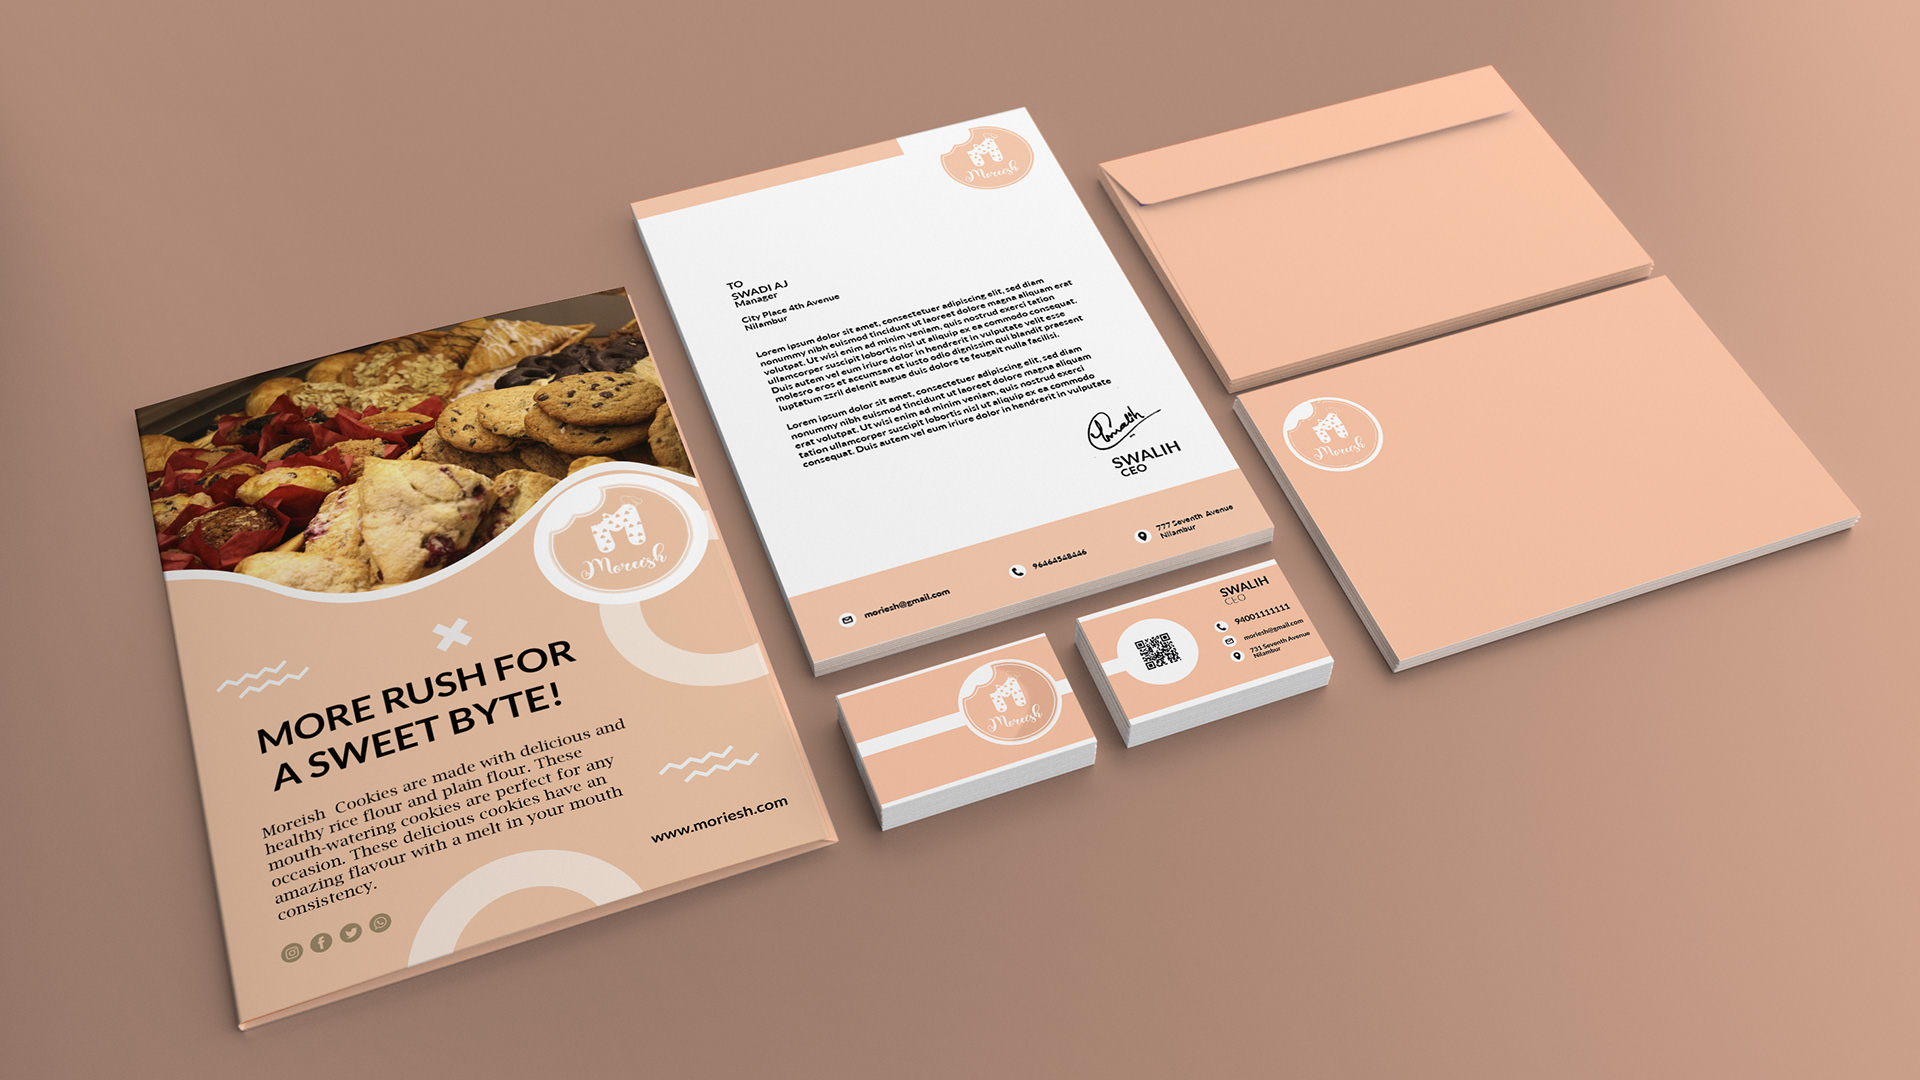 Moreesh
MORE RUSH FOR
A SWEET BYTE!
Moreish Cookies are made with delicious and
healthy rice flour and plain flour. These
mouth-watering cookies are perfect for any
occasion. These delicious cookies have an
amazing flavour with a melt in your mouth
consistency.
www.moriesh.com
Moreesh
TO
SWADI AJ
Manager
City Place 4th Avenue
Nilambur
Lorem ipsum dolor sit amet, consectetuer adipiscing elit, sed diam
nonummy nibh euismod tincidunt ut laoreet dolore magna aliquam erat
volutpat. Ut wisi enim ad minim veniam, quis nostrud exerci tation
ullamcorper suscipit lobortis nisl ut aliquip ex ea commodo consequat.
Duis autem vel eum iriure dolor in hendrerit in vulputate velit esse
molesro eros et accumsan et iusto odio dignissim qui blandit praesent
luptatum zzril delenit augue duis dolore te feugait nulla facilisi.
Lorem ipsum dolor sit amet, consectetuer adipiscing elit, sed diam
nonummy nibh euismod tincidunt ut laoreet dolore magna aliquam
erat volutpat. Ut wisi enim ad minim veniam, quis nostrud exerci
tation ullamcorper suscipit lobortis nisl ut aliquip ex ea commodo
consequat. Duis autem vel eum iriure dolor in hendrerit in vulputate
SWALIH
CEO
moriesh@gmail.com
96464548446
777 Seventh Avenue
Nilambur
Moreesh
SWALIH
CEO
94001111111
moriesh@gmail.com
731 Seventh Avenue
Nilambur
Moreesh